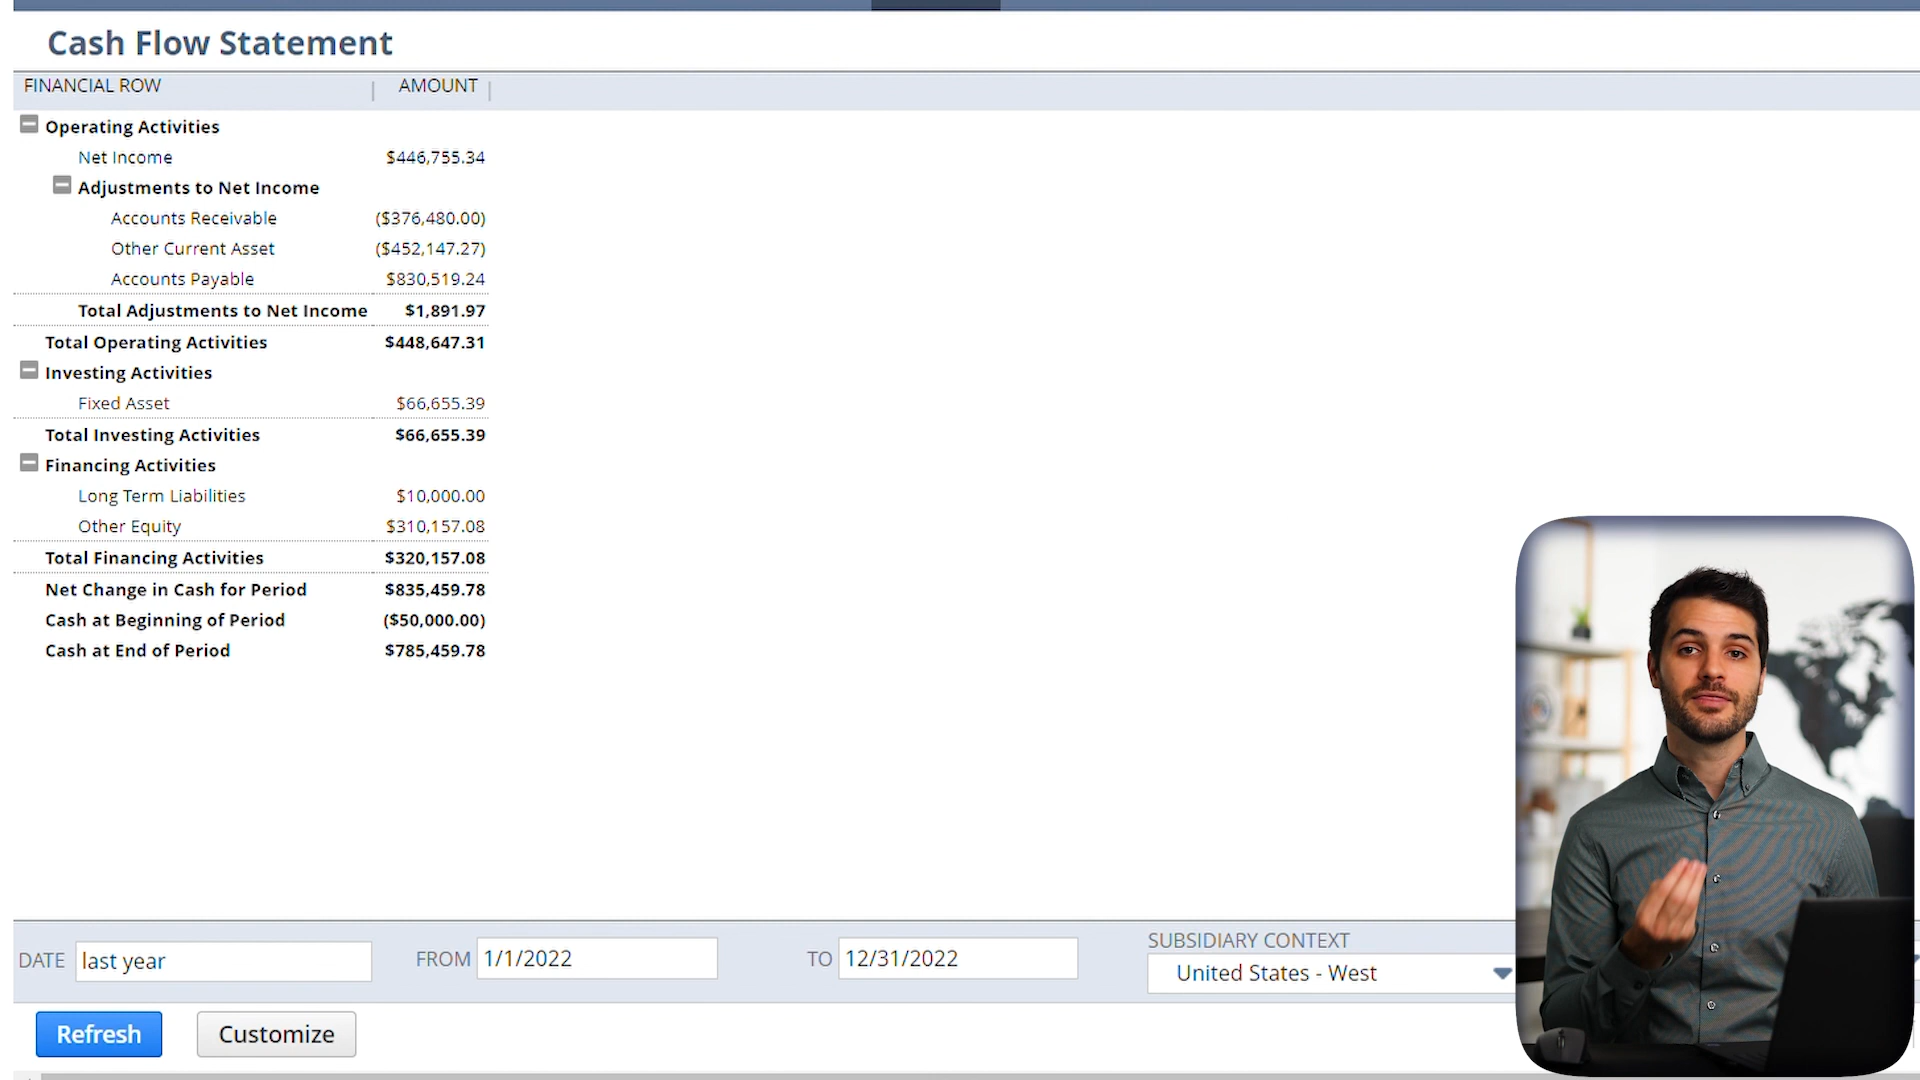 Cash Flow Statement
FINANCIAL ROW AMOUNT
Operating Activities
Net Income $446,755.34
Adjustments to Net Income
Accounts Receivable ($376,480.00)
Other Current Asset ($452,147.27)
Accounts Payable $830,519.24
Total Adjustments to Net Income $1,891.97
Total Operating Activities $448,647.31
Investing Activities
Fixed Asset $66,655.39
Total Investing Activities $66,655.39
Financing Activities
Long Term Liabilities $10,000.00
Other Equity $310,157.08
Total Financing Activities $320,157.08
Net Change in Cash for Period $835,459.78
Cash at Beginning of Period ($50,000.00)
Cash at End of Period $785,459.78
DATE last year FROM 1/1/2022 TO 12/31/2022
SUBSIDIARY CONTEXT
United States - West
Refresh Customize